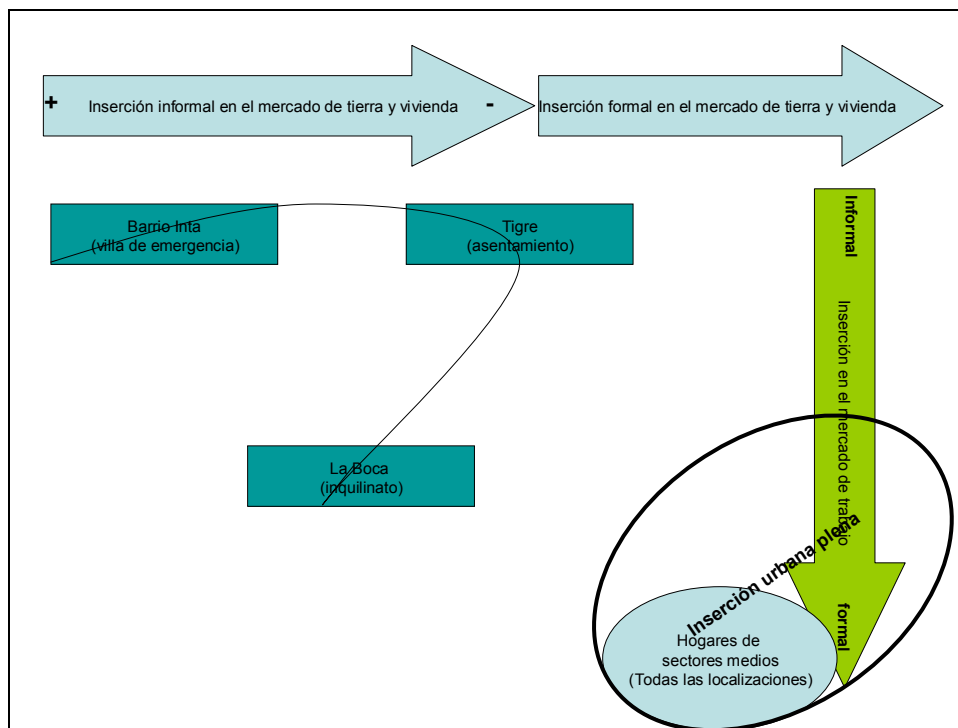 + Inserción informal en el mercado de tierra y vivienda -
Inserción formal en el mercado de tierra y vivienda
Barrio Inta
(villa de emergencia)
Tigre
(asentamiento)
Informal
Inserción en el mercado de trabajo
formal
La Boca
(inquilinato)
Inserción urbana plena
Hogares de
sectores medios
(Todas las localizaciones)